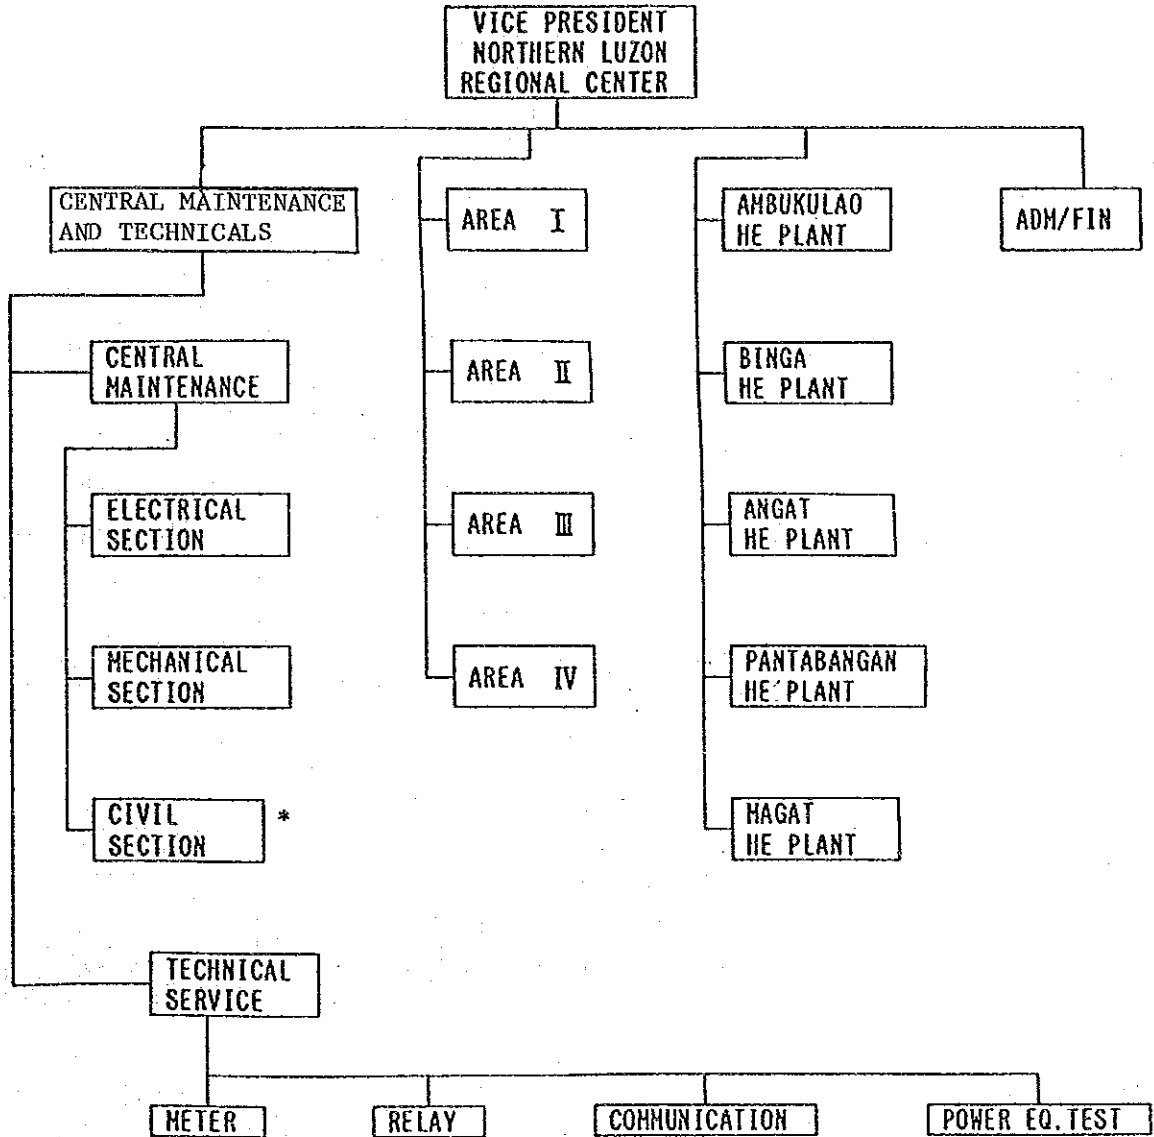 VICE PRESIDENT
NORTHERN LUZON
REGIONAL CENTER
CENTRAL MAINTENANCE
AND TECHNICALS
AREA I
AMBUKULAO
HE PLANT
ADM/FIN
CENTRAL
MAINTENANCE
AREA II
BINGA
HE PLANT
ELECTRICAL
SECTION
AREA III
ANGAT
HE PLANT
MECHANICAL
SECTION
AREA IV
PANTABANGAN
HE PLANT
CIVIL
SECTION
*
MAGAT
HE PLANT
TECHNICAL
SERVICE
METER
RELAY
COMMUNICATION
POWER EQ.TEST